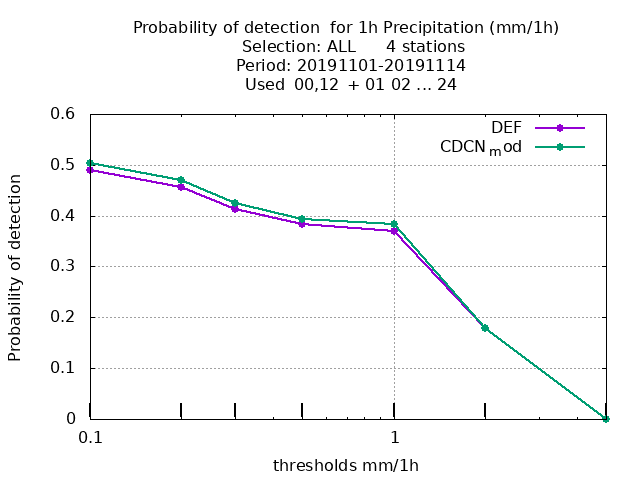 Probability of detection  for 1h Precipitation (mm/1h)
Selection: ALL      4 stations
Period: 20191101-20191114
Used  00,12  + 01 02 ... 24
DEF
CDCNmod
Probability of detection
0.6
0.5
0.4
0.3
0.2
0.1
0
0.1
1
thresholds mm/1h